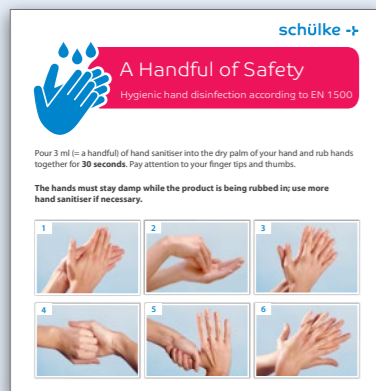 schülke -+
A Handful of Safety
Hygienic hand disinfection according to EN 1500
Pour 3 ml (= a handful) of hand sanitiser into the dry palm of your hand and rub hands
together for 30 seconds. Pay attention to your finger tips and thumbs.
The hands must stay damp while the product is being rubbed in; use more
hand sanitiser if necessary.
1
2
3
4
5
6